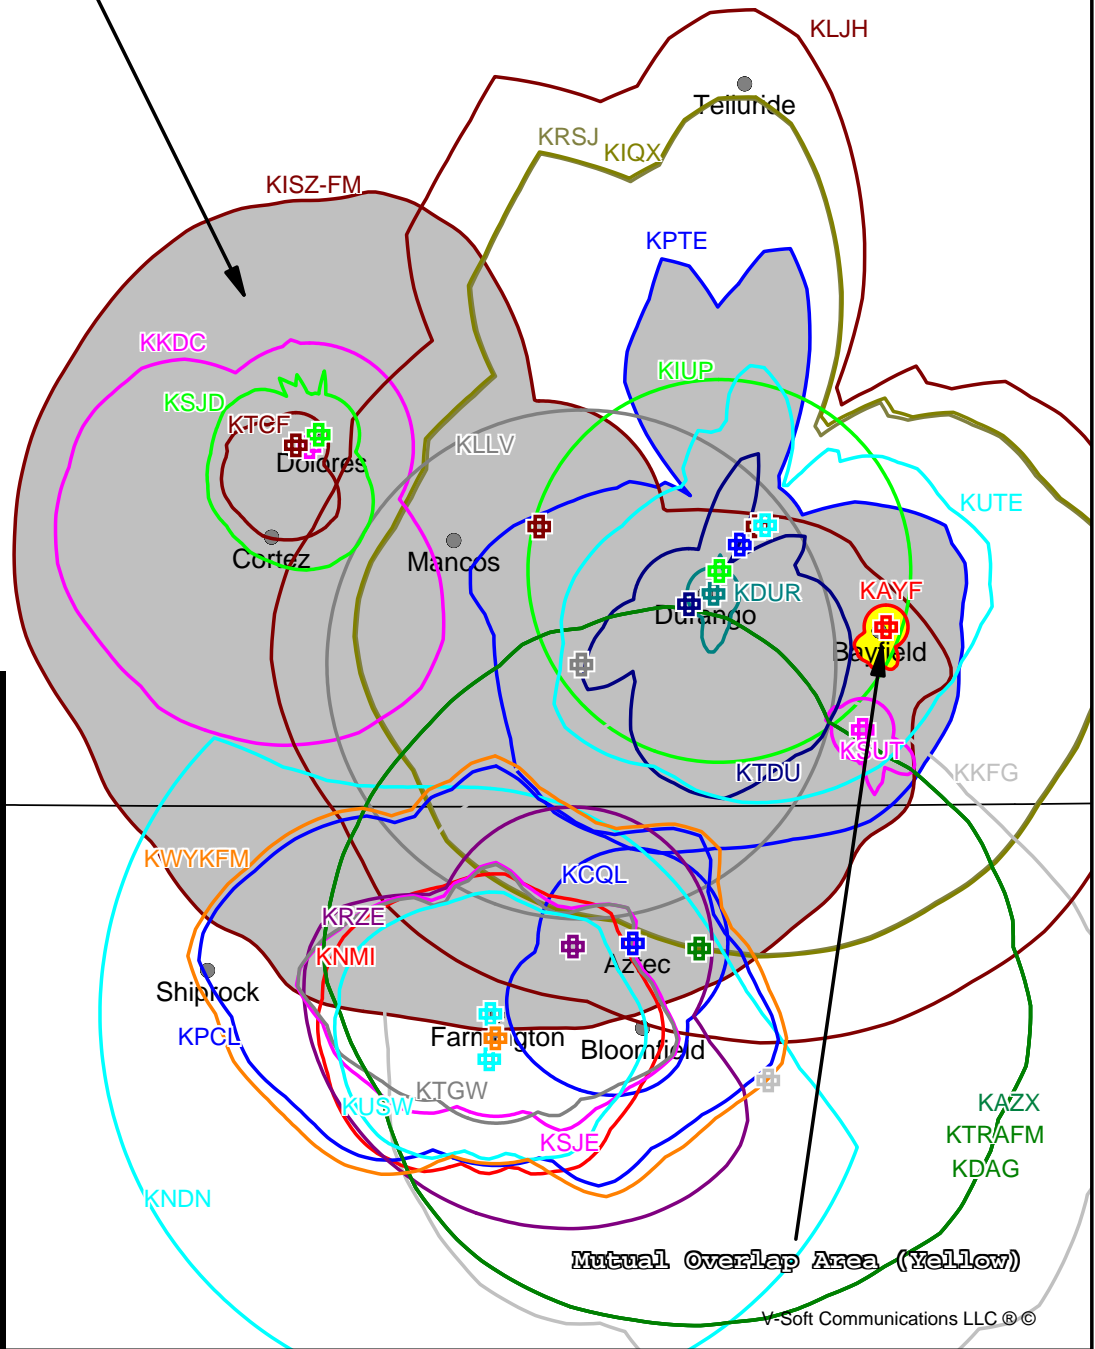 KLJH
Telluride
KRSJ
KIQX
KISZ-FM
KPTE
KKDC
KIUP
KSJD
KTCF
KLLV
Dolores
KUTE
Cortez
Mancos
KDUR
KAYF
Durango
Bayfield
KSUT
KTDU
KKFG
KWYKFM
KCQL
KRZE
KNMI
Aztec
Shiprock
KPCL
Farmington
Bloomfield
KTGW
KUSW
KAZX
KSJE
KTRAFM
KDAG
KNDN
Mutual Overlap Area (Yellow)
V-Soft Communications LLC ® ©